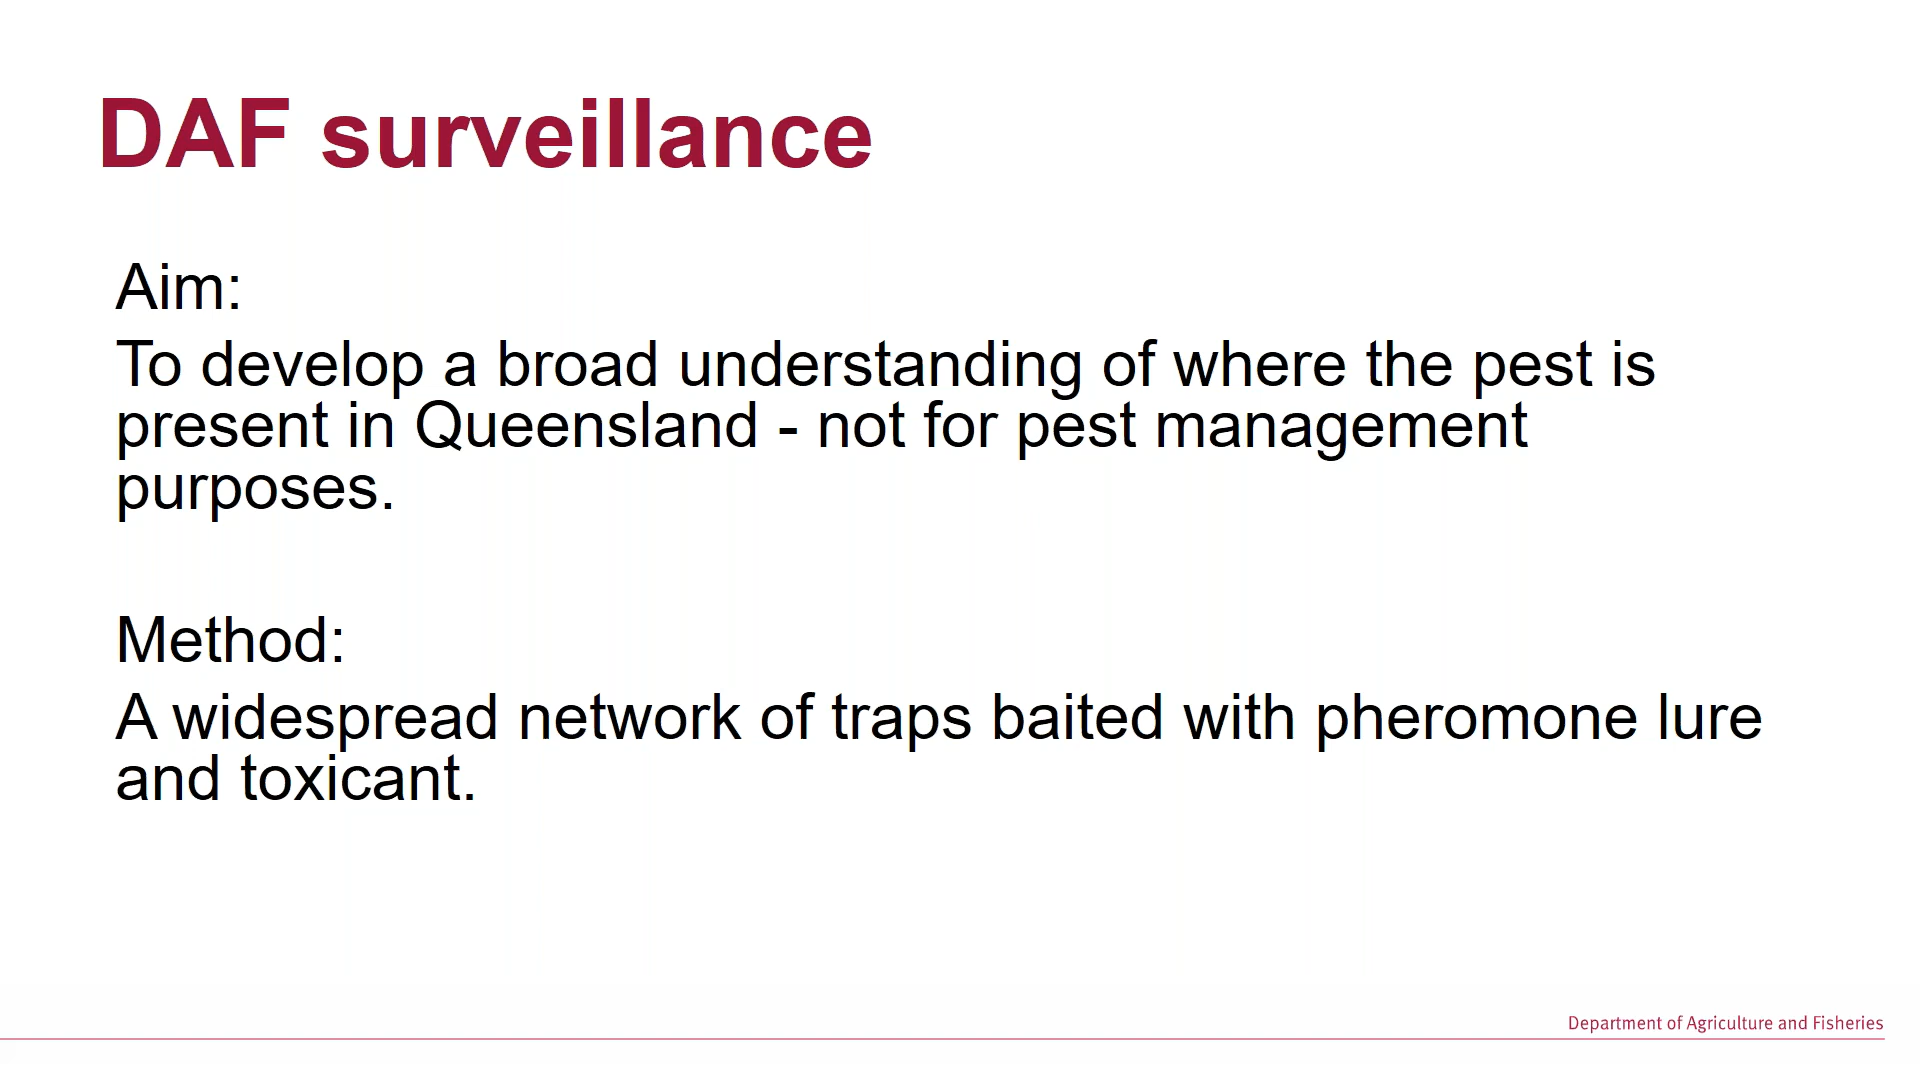 DAF surveillance
Aim:
To develop a broad understanding of where the pest is
present in Queensland - not for pest management
purposes.
Method:
A widespread network of traps baited with pheromone lure
and toxicant.
Department of Agriculture and Fisheries